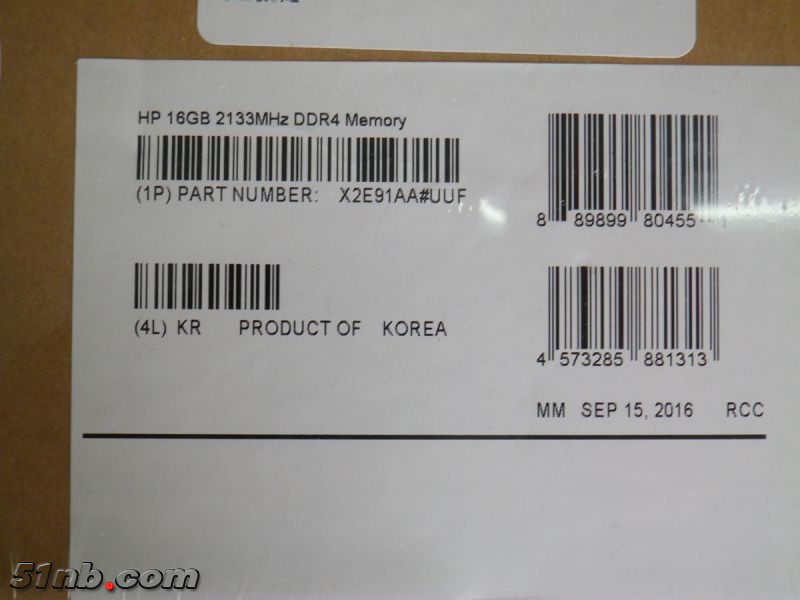 HP 16GB 2133MHz DDR4 Memory
(1P) PART NUMBER: X2E91AA#UUF
8 89899 80455 1
(4L) KR PRODUCT OF KOREA
4 573285 881313
MM SEP 15, 2016 RCC
51nb.com